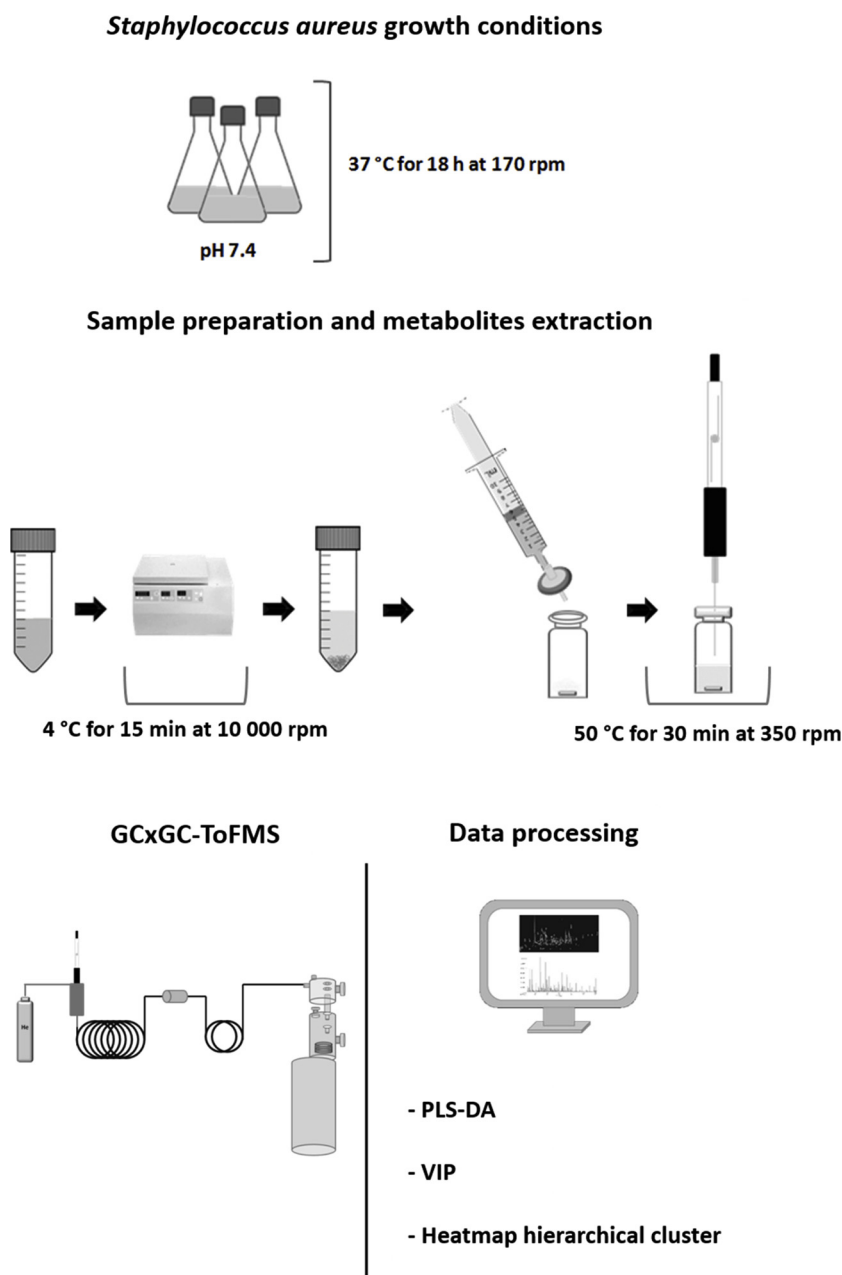 Staphylococcus aureus growth conditions
37 °C for 18 h at 170 rpm
pH 7.4
Sample preparation and metabolites extraction
4 °C for 15 min at 10 000 rpm
50 °C for 30 min at 350 rpm
GCxGC-ToFMS
Data processing
He
- PLS-DA
- VIP
- Heatmap hierarchical cluster